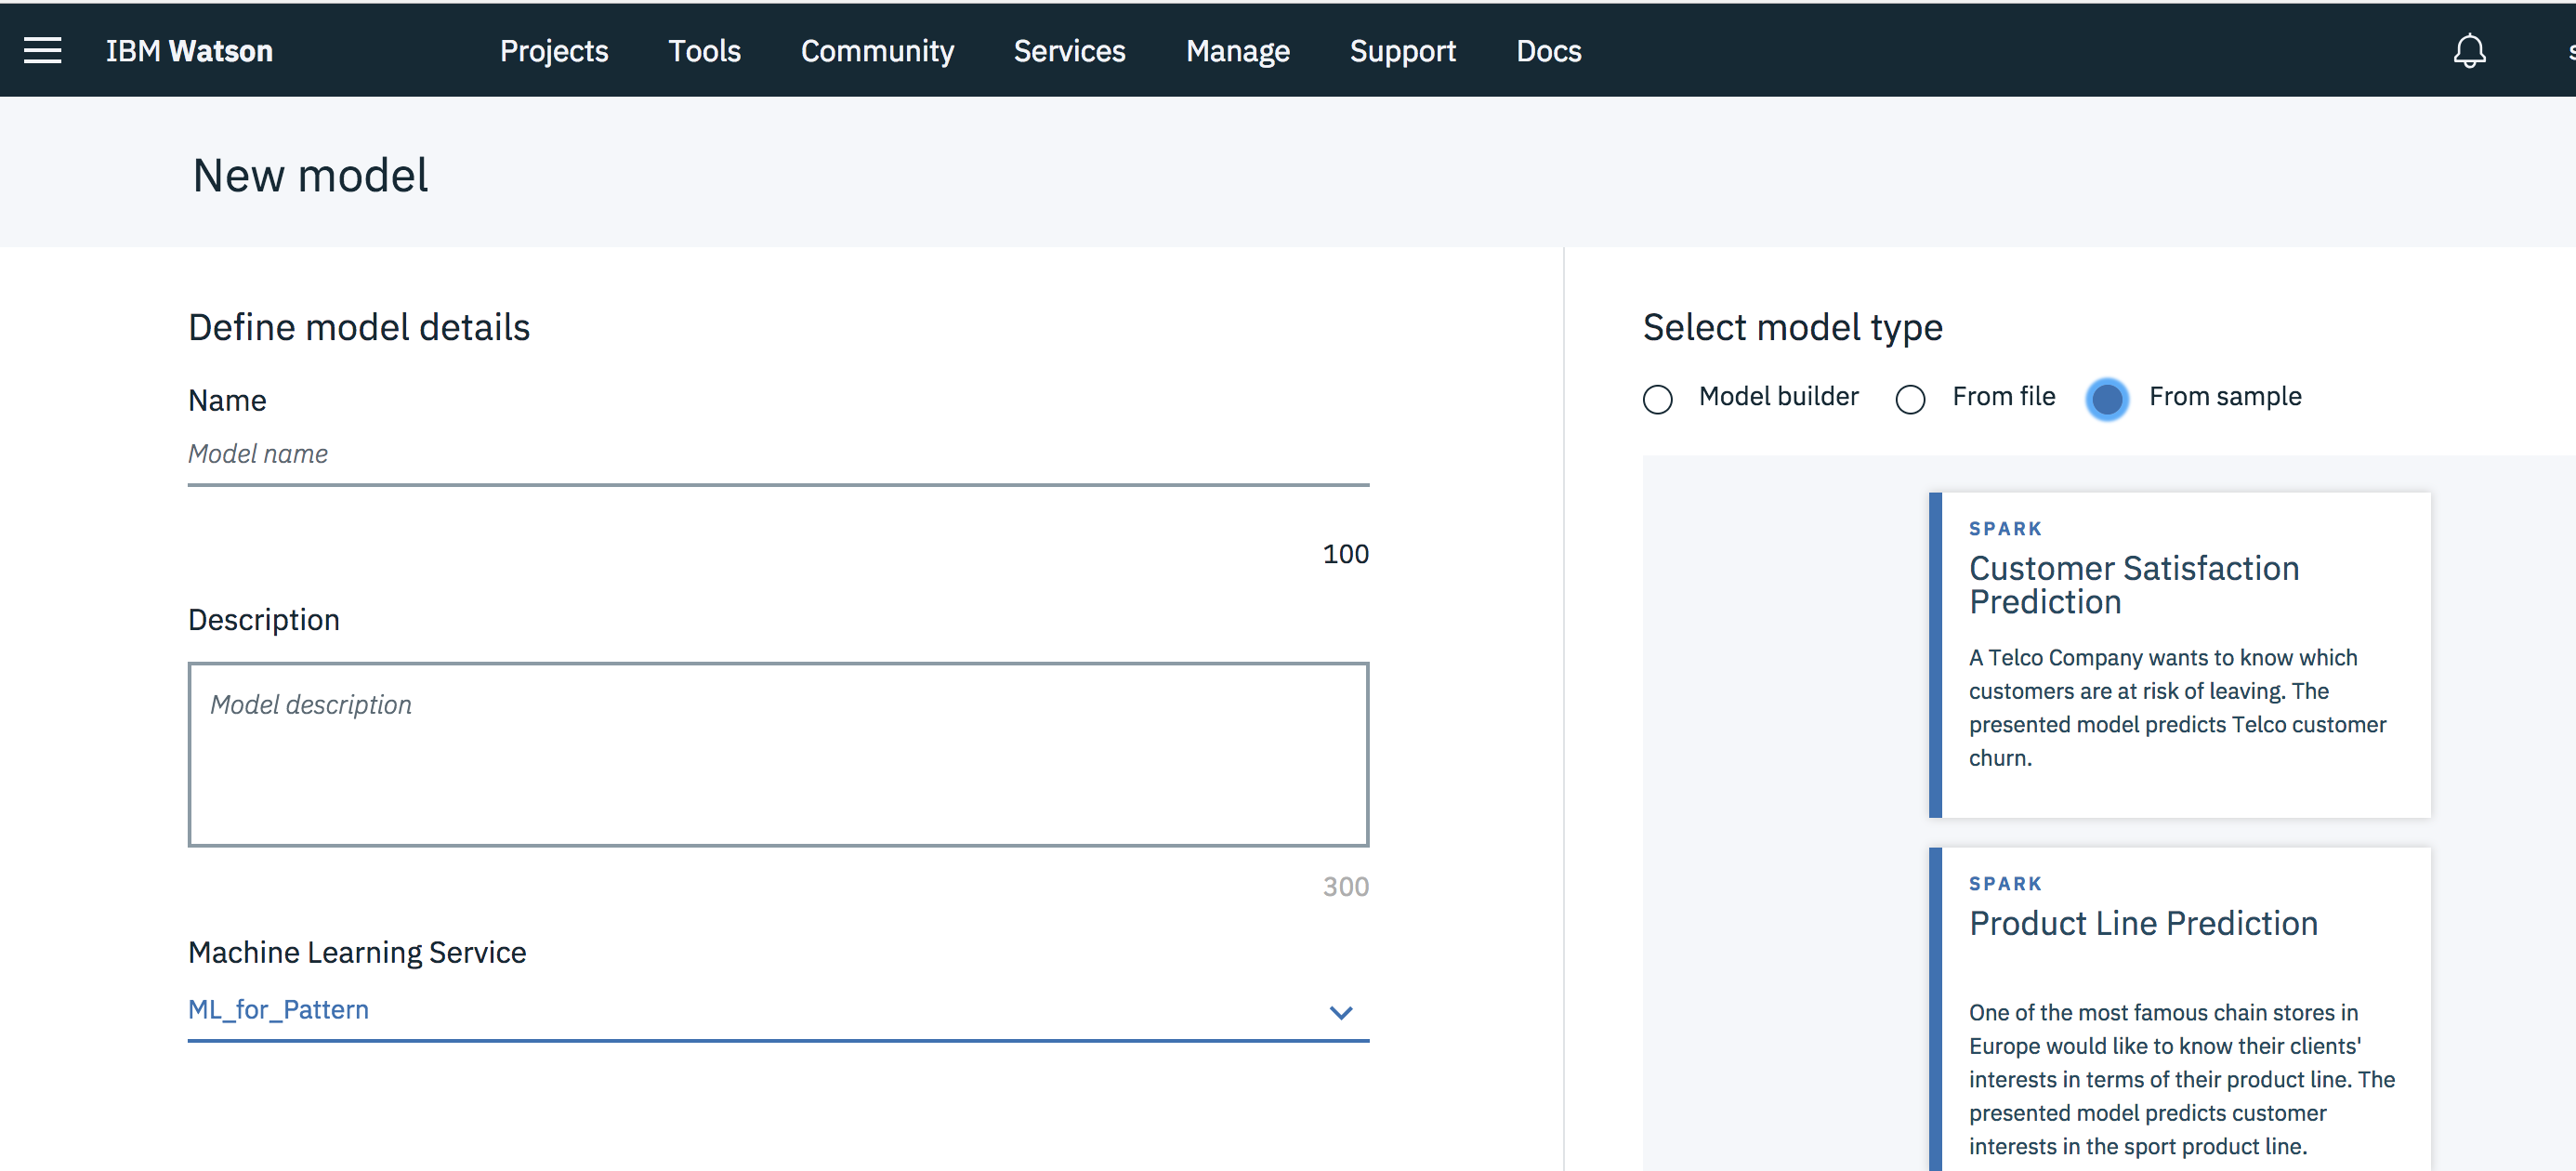 IBM Watson Projects Tools Community Services Manage Support Docs
New model
Define model details
Name
Model name
100
Description
Model description
300
Machine Learning Service
ML_for_Pattern
Select model type
Model builder From file From sample
SPARK
Customer Satisfaction
Prediction
A Telco Company wants to know which
customers are at risk of leaving. The
presented model predicts Telco customer
churn.
SPARK
Product Line Prediction
One of the most famous chain stores in
Europe would like to know their clients'
interests in terms of their product line. The
presented model predicts customer
interests in the sport product line.